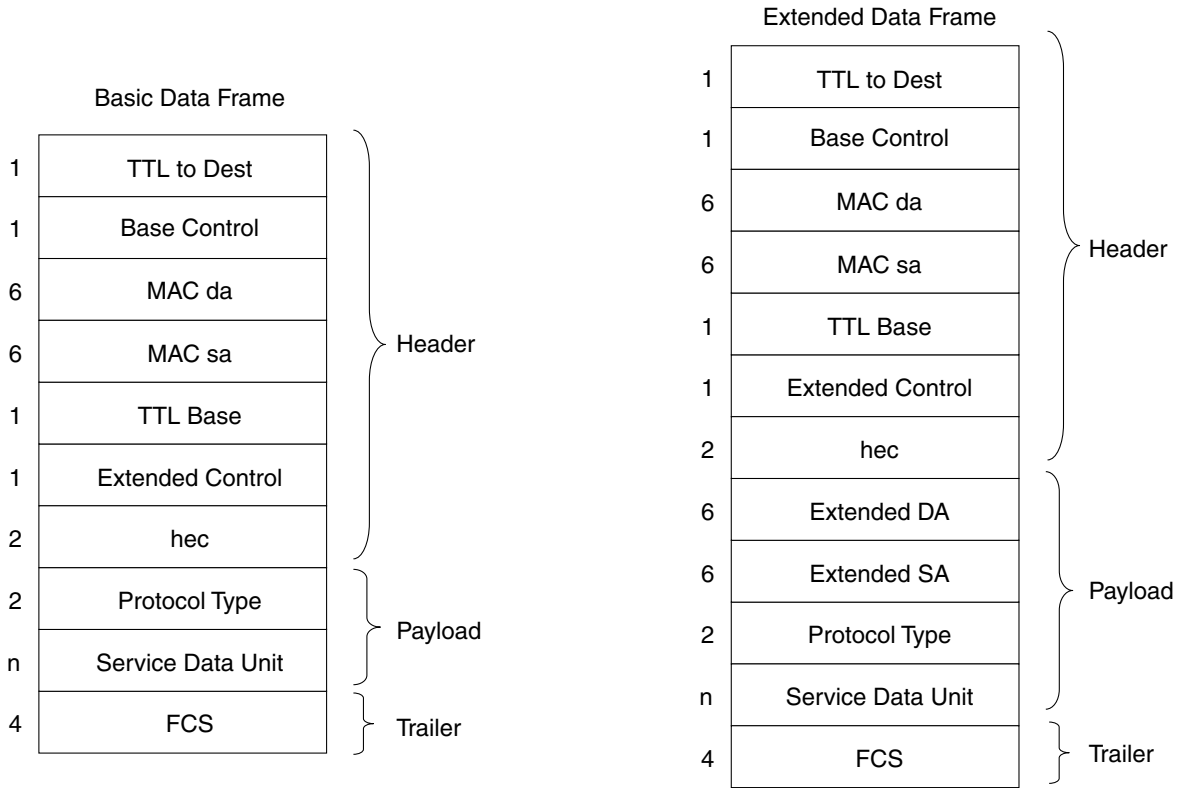 Basic Data Frame
1 TTL to Dest
1 Base Control
6 MAC da
6 MAC sa
1 TTL Base
1 Extended Control
2 hec
2 Protocol Type
n Service Data Unit
4 FCS
Header
Payload
Trailer
Extended Data Frame
1 TTL to Dest
1 Base Control
6 MAC da
6 MAC sa
1 TTL Base
1 Extended Control
2 hec
6 Extended DA
6 Extended SA
2 Protocol Type
n Service Data Unit
4 FCS
Header
Payload
Trailer